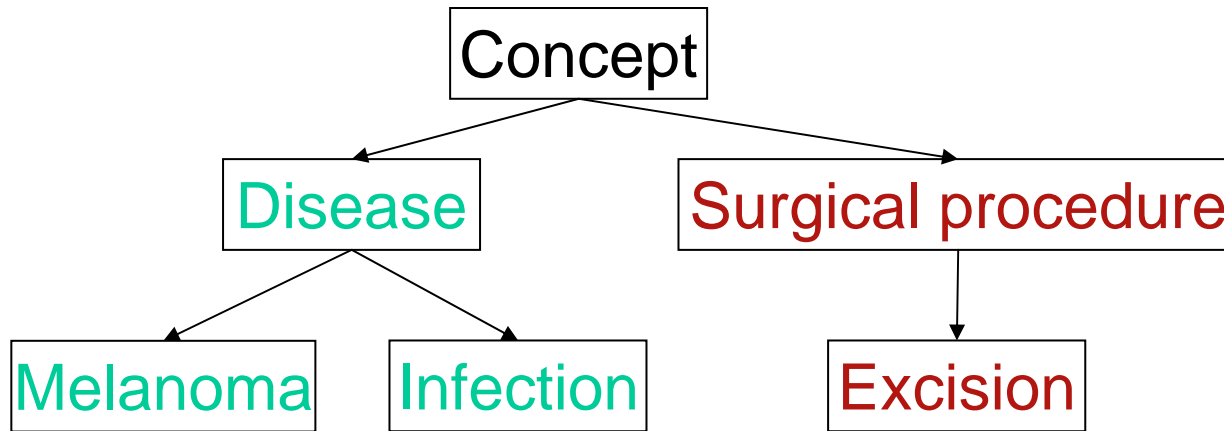 Concept
Disease
Surgical procedure
Melanoma
Infection
Excision